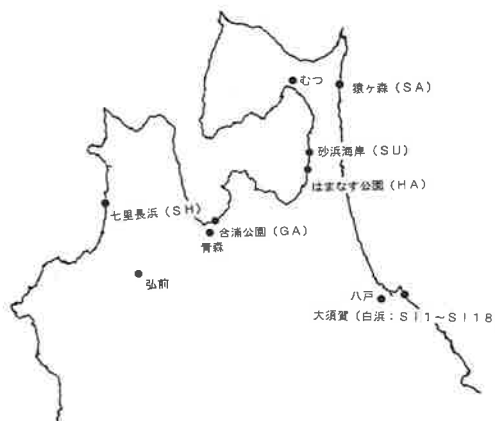 むつ
猿ヶ森（SA）
砂浜海岸（SU）
はまなす公園（HA）
七里長浜（SH）
合浦公園（GA）
青森
弘前
八戸
大須賀（白浜：SI1～SI18